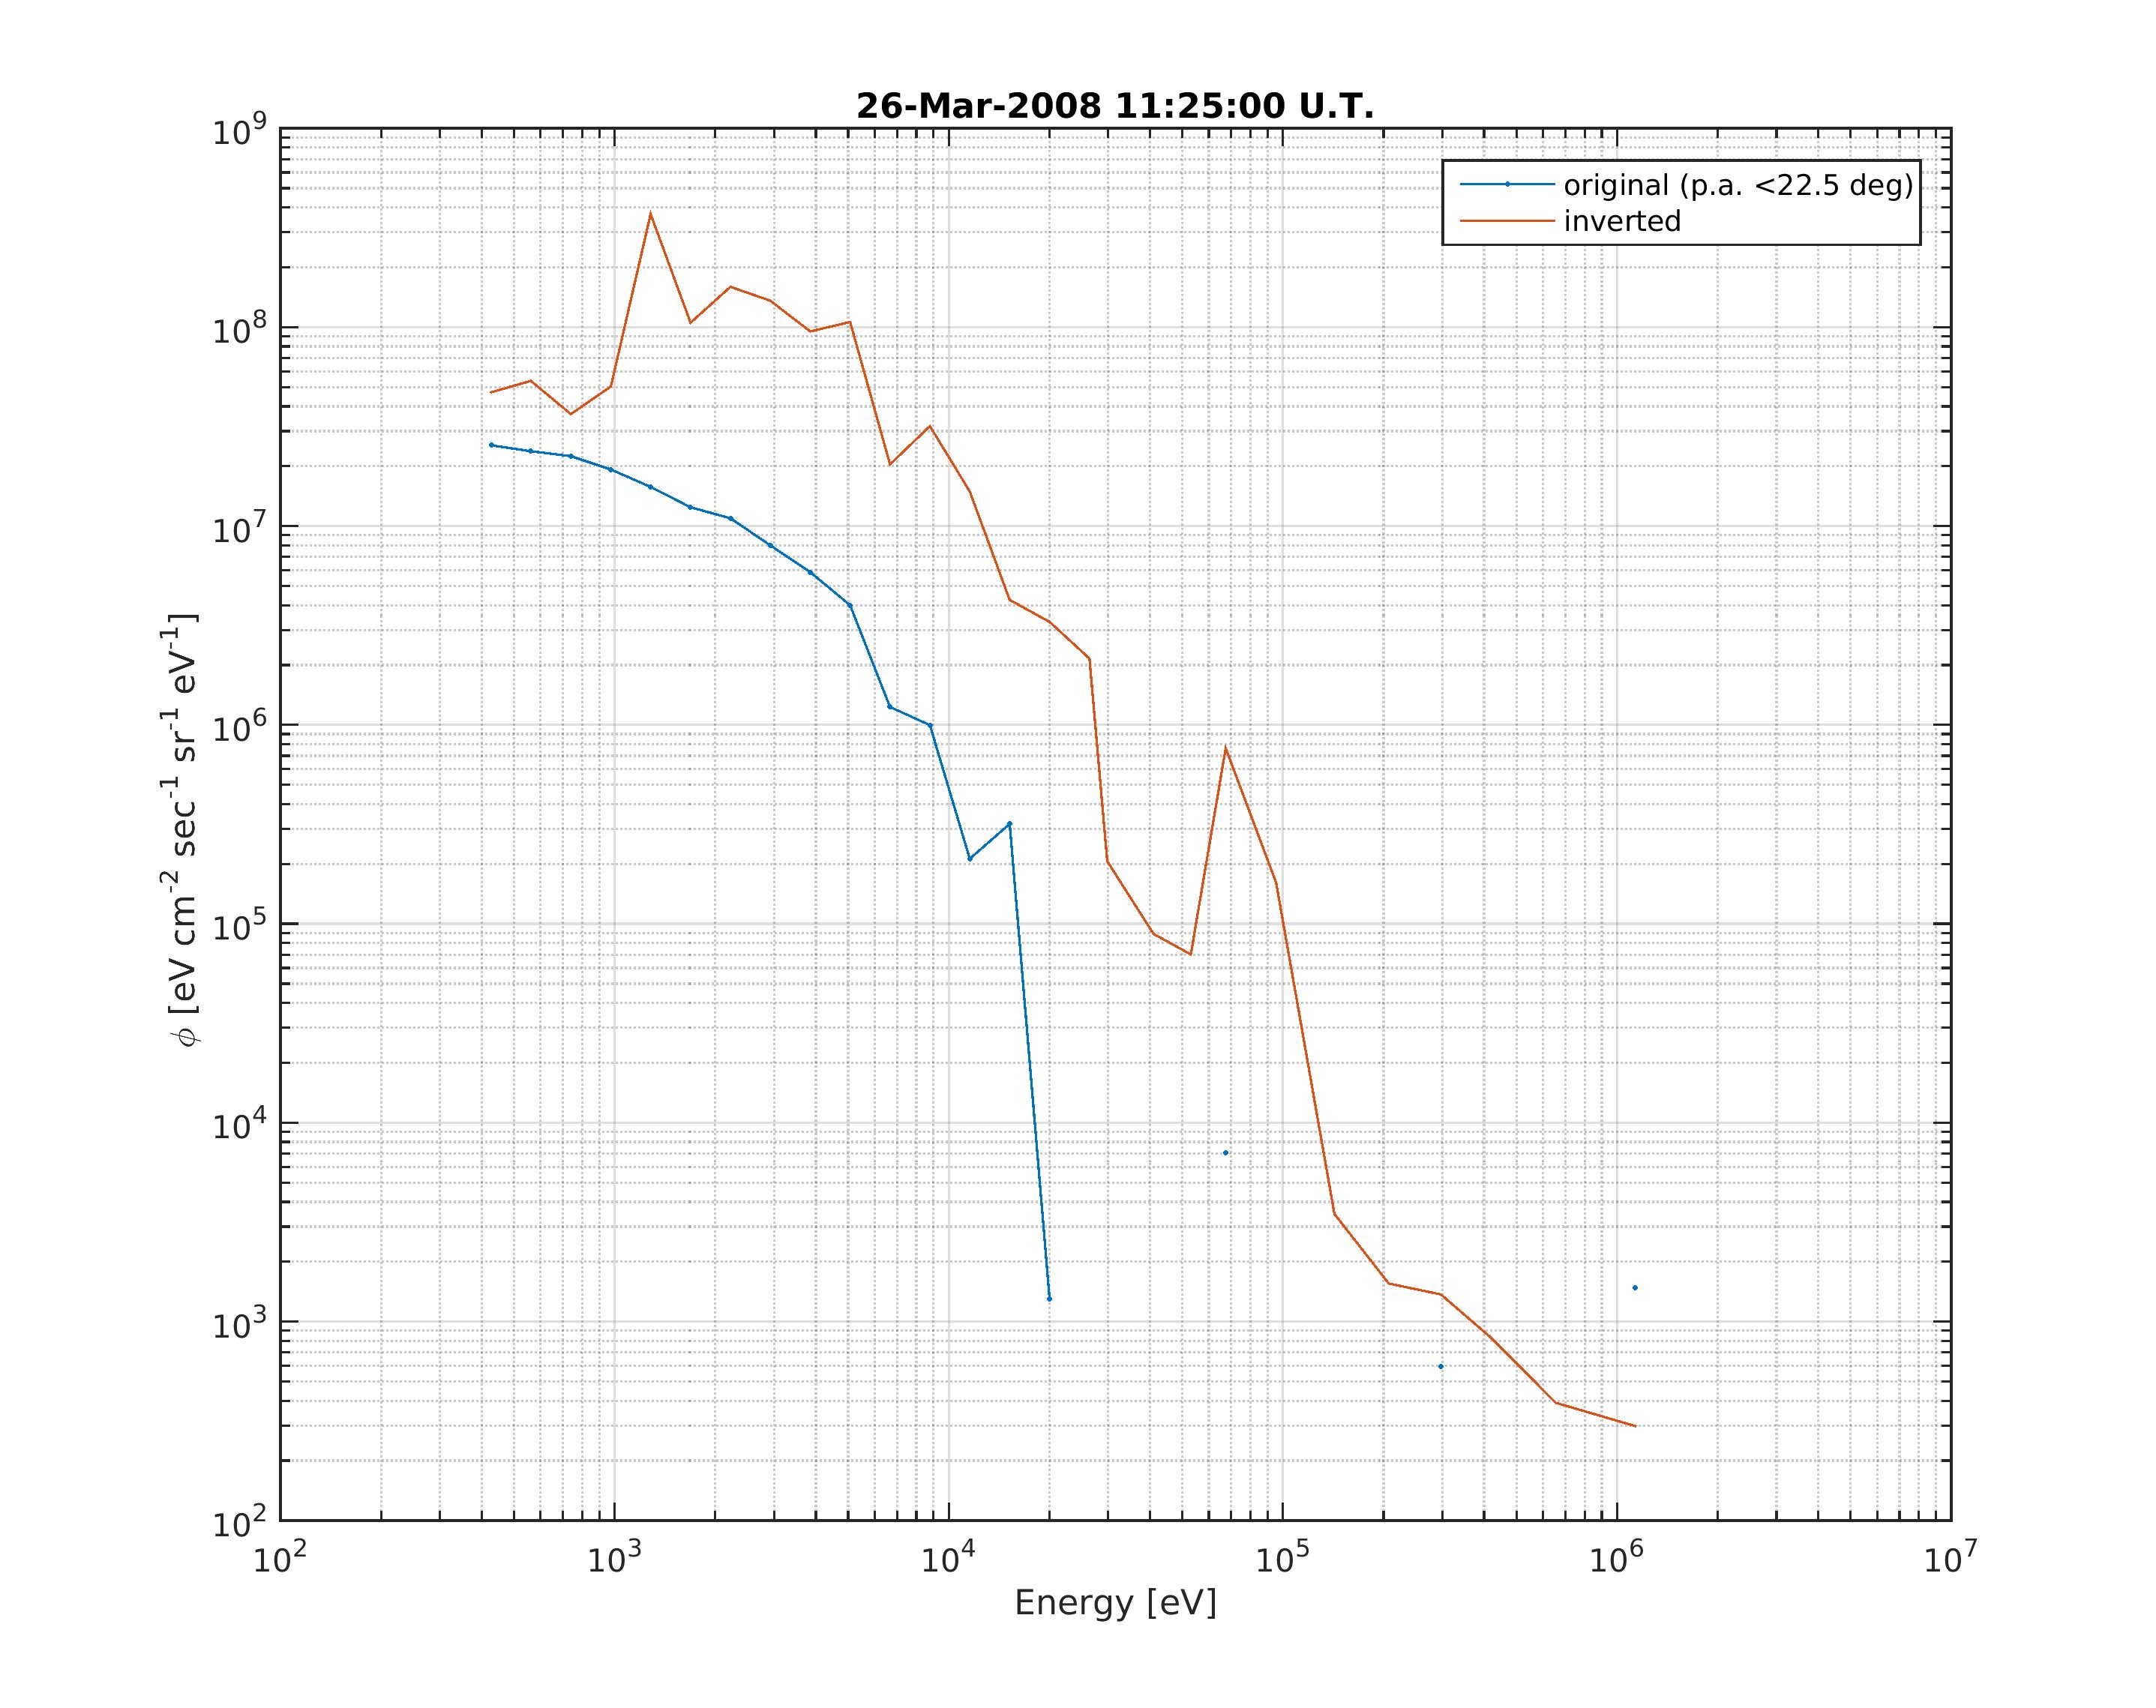 26-Mar-2008 11:25:00 U.T.
10^9
10^8
10^7
10^6
10^5
10^4
10^3
10^2
ϕ [eV cm^-2 sec^-1 sr^-1 eV^-1]
original (p.a. <22.5 deg)
inverted
10^2 10^3 10^4 10^5 10^6 10^7
Energy [eV]